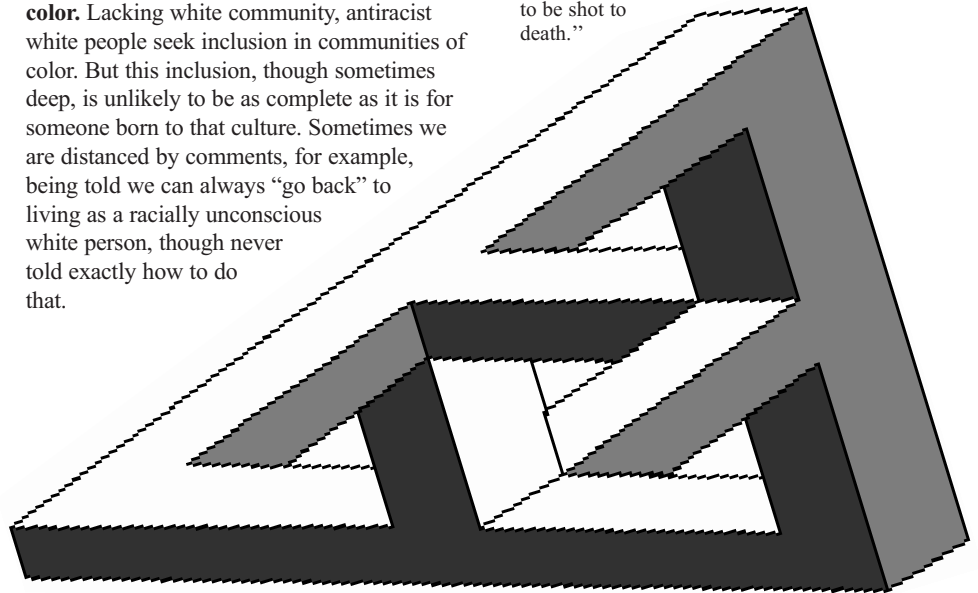 color. Lacking white community, antiracist
white people seek inclusion in communities of
color. But this inclusion, though sometimes
deep, is unlikely to be as complete as it is for
someone born to that culture. Sometimes we
are distanced by comments, for example,
being told we can always “go back” to
living as a racially unconscious
white person, though never
told exactly how to do
that.
to be shot to
death.’’